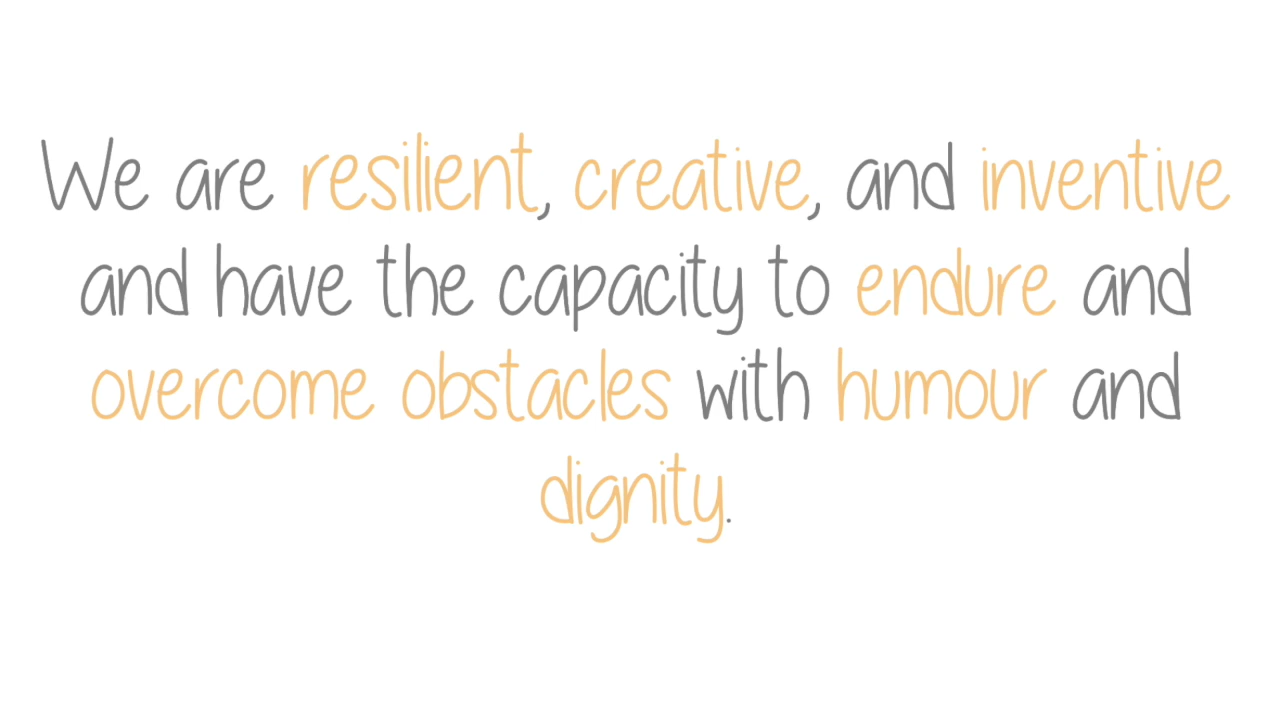 We are resilient, creative, and inventive
and have the capacity to endure and
overcome obstacles with humour and
dignity.